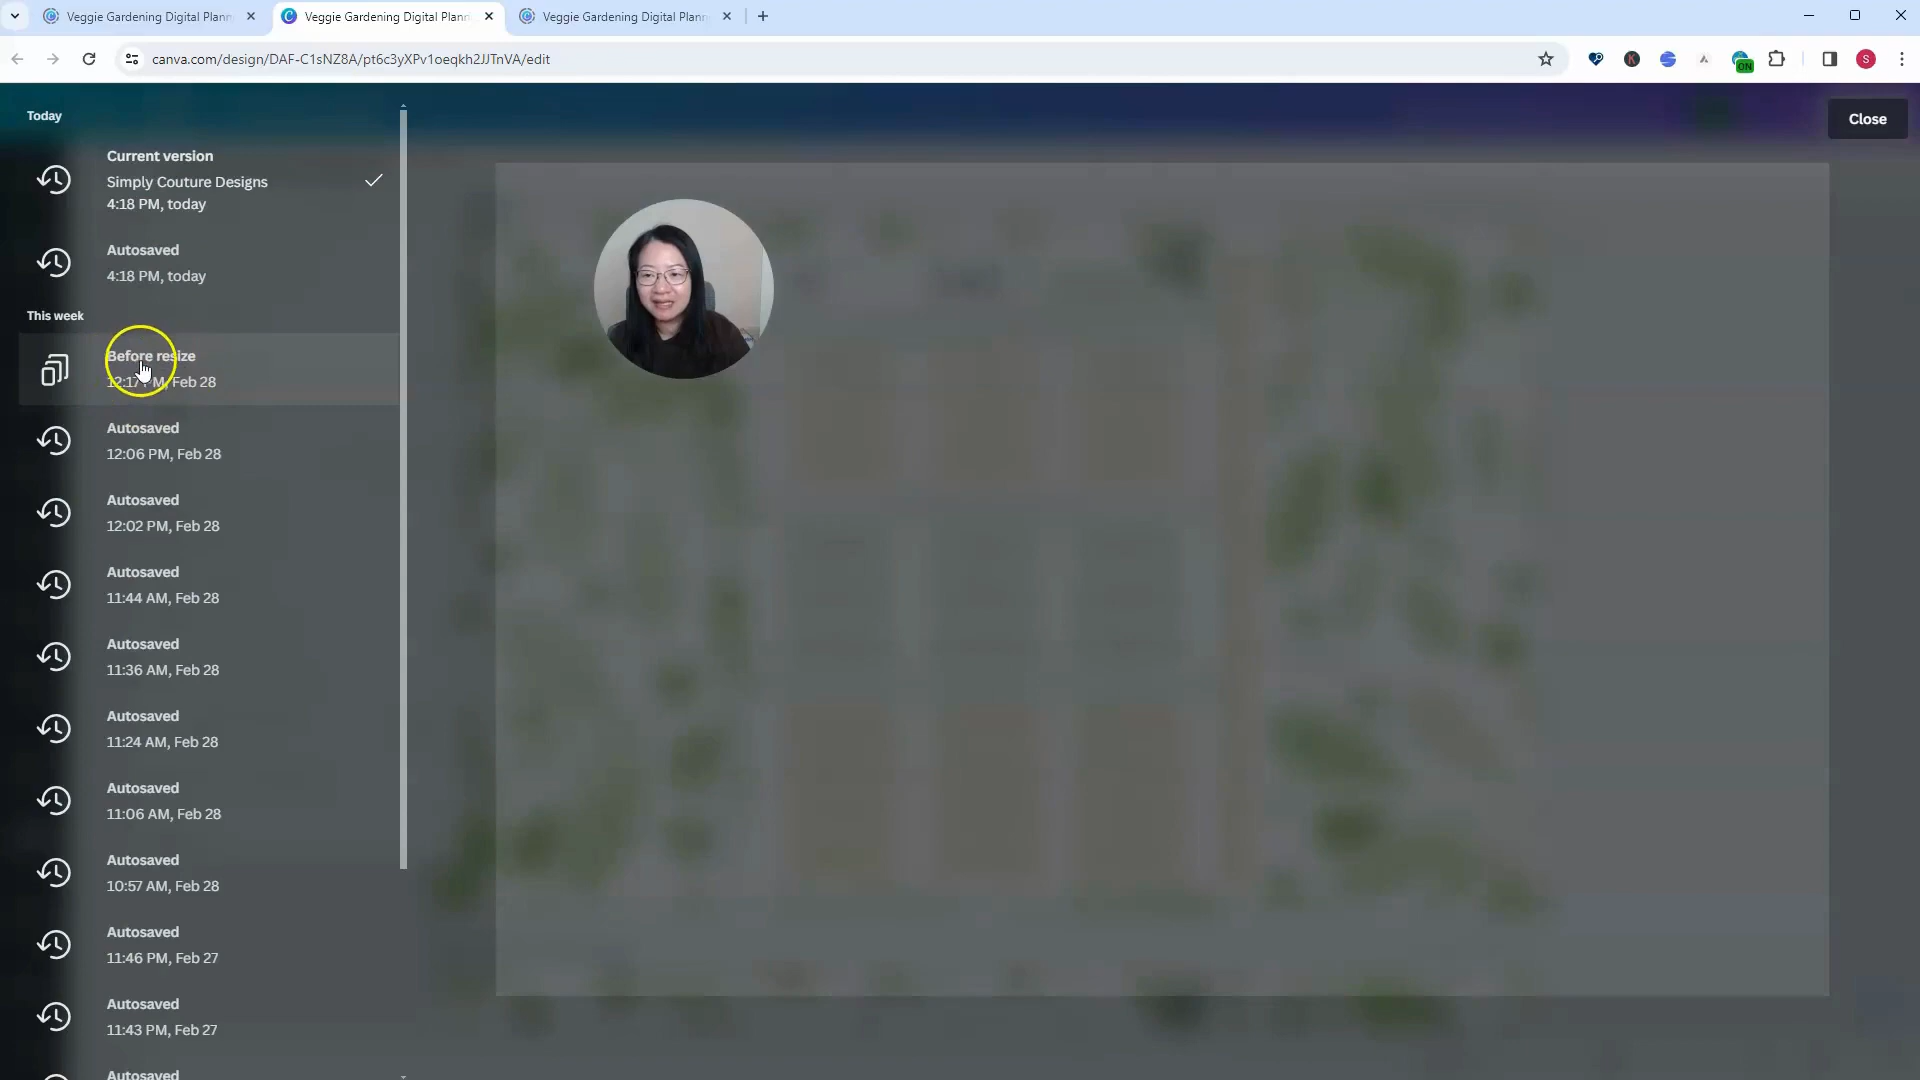 Veggie Gardening Digital Plann
Veggie Gardening Digital Plann
Veggie Gardening Digital Plann
canva.com/design/DAF-C1sNZ8A/pt6c3yXPv1oeqkh2JJTnVA/edit
K
ON
S
Today
Close
Current version
Simply Couture Designs
4:18 PM, today
Autosaved
4:18 PM, today
This week
Before resize
12:17 PM, Feb 28
Autosaved
12:06 PM, Feb 28
Autosaved
12:02 PM, Feb 28
Autosaved
11:44 AM, Feb 28
Autosaved
11:36 AM, Feb 28
Autosaved
11:24 AM, Feb 28
Autosaved
11:06 AM, Feb 28
Autosaved
10:57 AM, Feb 28
Autosaved
11:46 PM, Feb 27
Autosaved
11:43 PM, Feb 27
Autosaved